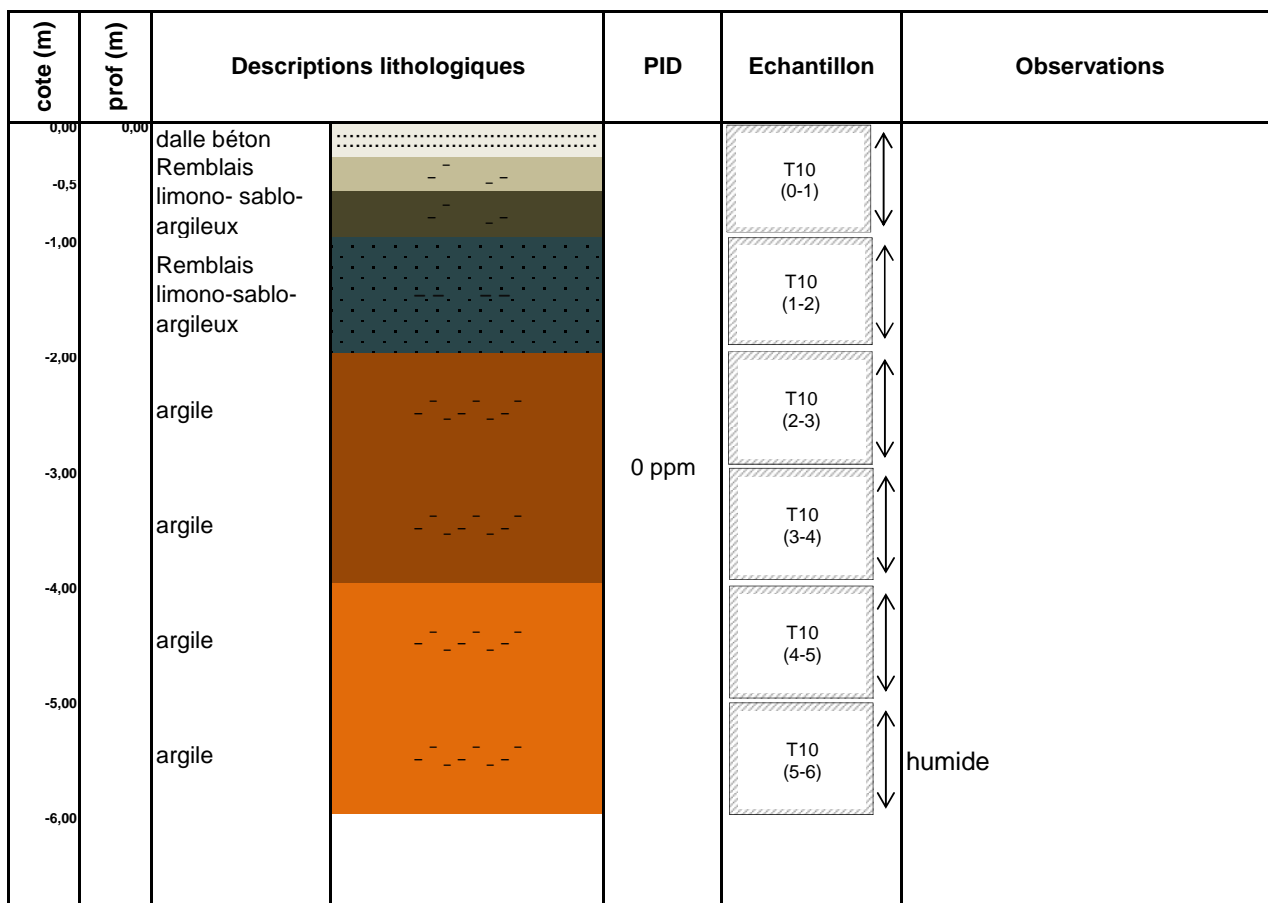 cote (m)
prof (m)
Descriptions lithologiques
PID
Echantillon
Observations
0,00
0,00
dalle béton
Remblais
limono- sablo-
argileux
-0,5
T10
(0-1)
-1,00
Remblais
limono-sablo-
argileux
T10
(1-2)
-2,00
argile
T10
(2-3)
-3,00
0 ppm
argile
T10
(3-4)
-4,00
argile
T10
(4-5)
-5,00
argile
T10
(5-6)
humide
-6,00